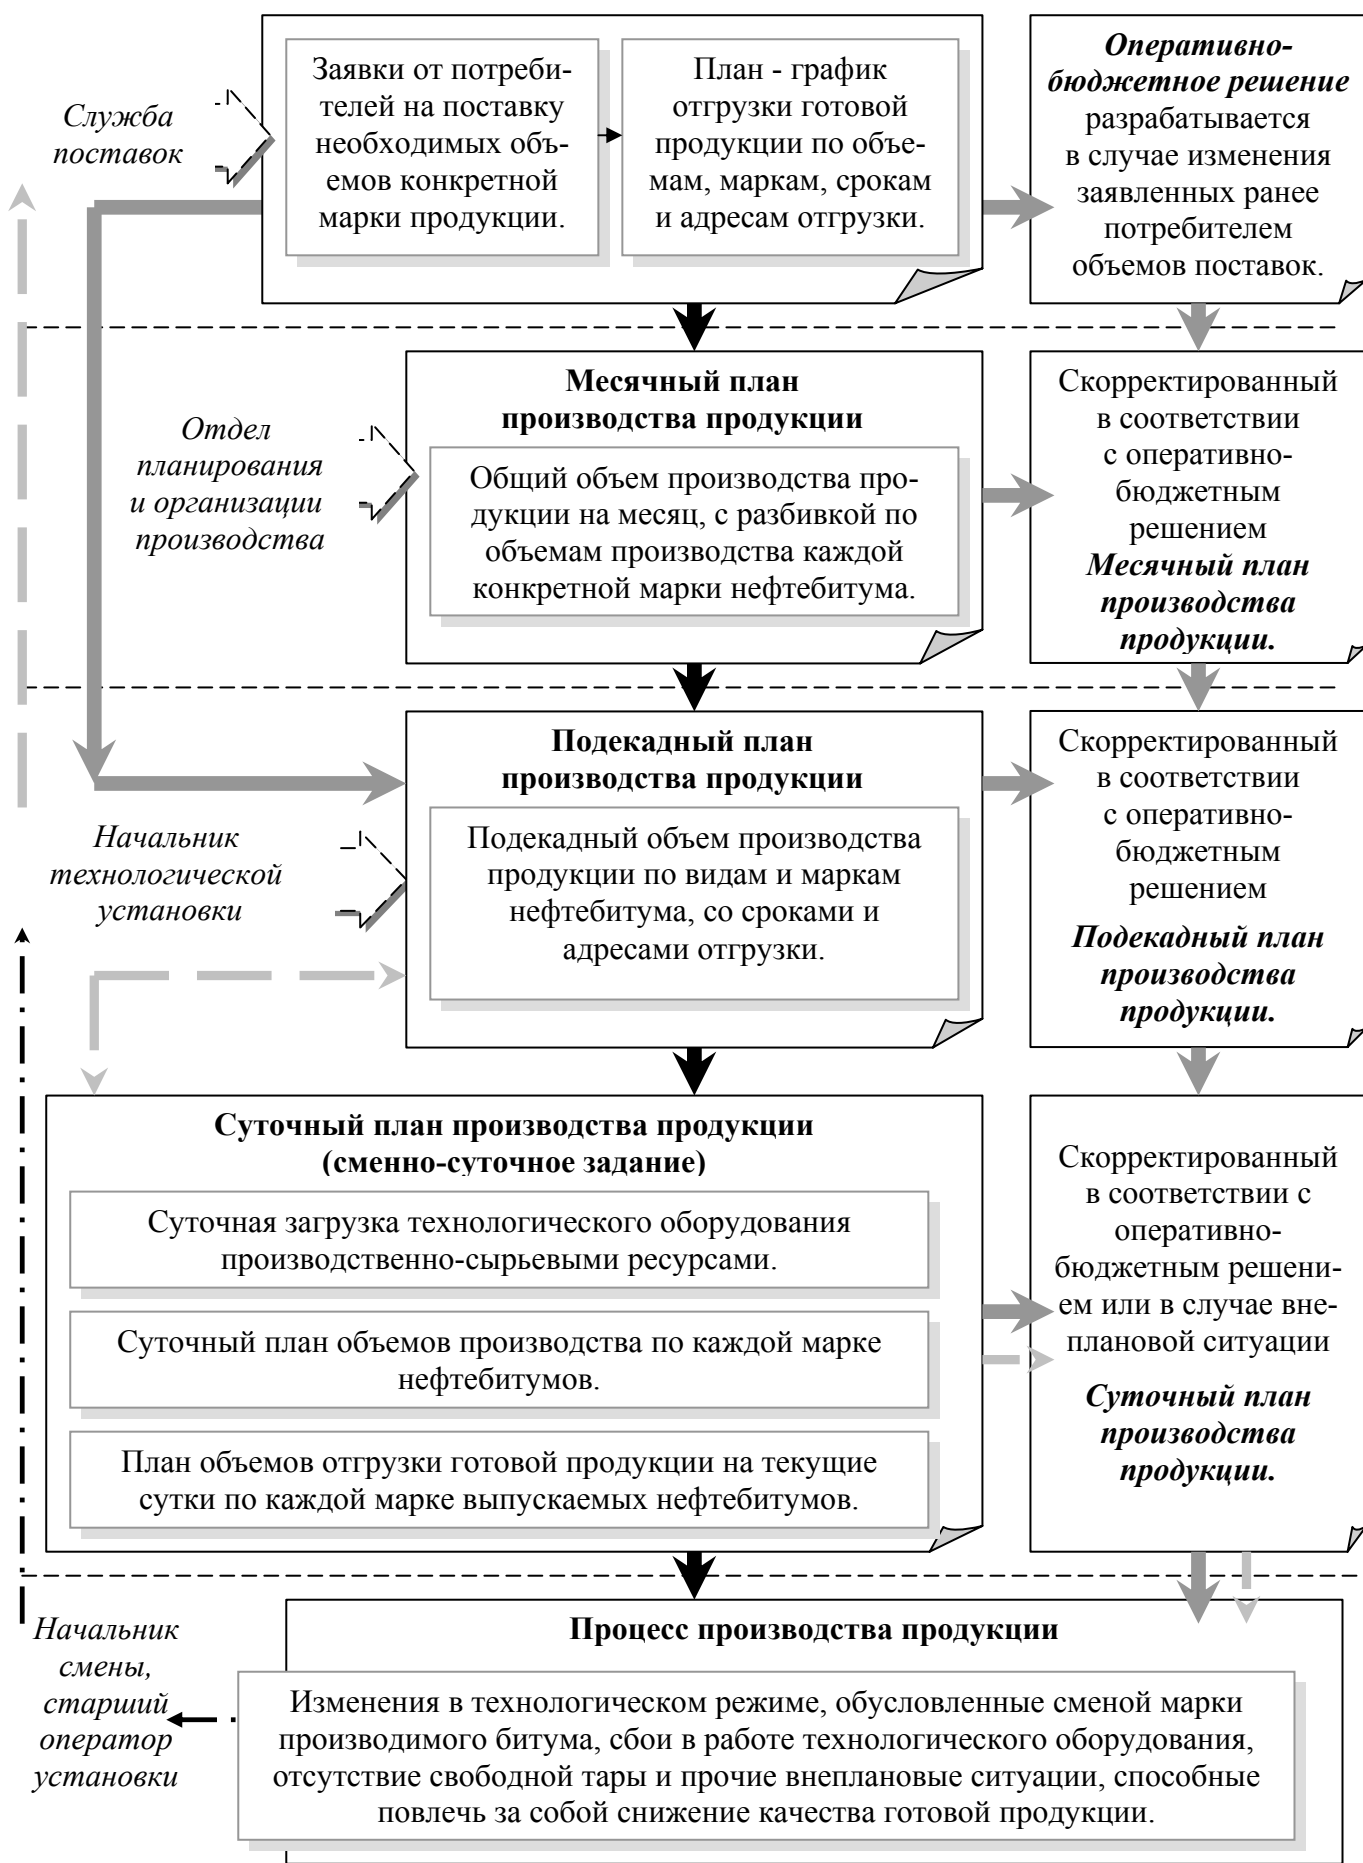 Служба
поставок
Заявки от потреби-
телей на поставку
необходимых объ-
емов конкретной
марки продукции.
План - график
отгрузки готовой
продукции по объе-
мам, маркам, срокам
и адресам отгрузки.
Оперативно-
бюджетное решение
разрабатывается
в случае изменения
заявленных ранее
потребителем
объемов поставок.
Отдел
планирования
и организации
производства
Месячный план
производства продукции
Общий объем производства про-
дукции на месяц, с разбивкой по
объемам производства каждой
конкретной марки нефтебитума.
Скорректированный
в соответствии
с оперативно-
бюджетным
решением
Месячный план
производства
продукции.
Начальник
технологической
установки
Подекадный план
производства продукции
Подекадный объем производства
продукции по видам и маркам
нефтебитума, со сроками и
адресами отгрузки.
Скорректированный
в соответствии
с оперативно-
бюджетным
решением
Подекадный план
производства
продукции.
Суточный план производства продукции
(сменно-суточное задание)
Суточная загрузка технологического оборудования
производственно-сырьевыми ресурсами.
Суточный план объемов производства по каждой марке
нефтебитумов.
План объемов отгрузки готовой продукции на текущие
сутки по каждой марке выпускаемых нефтебитумов.
Скорректированный
в соответствии с
оперативно-
бюджетным решени-
ем или в случае вне-
плановой ситуации
Суточный план
производства
продукции.
Начальник
смены,
старший
оператор
установки
Процесс производства продукции
Изменения в технологическом режиме, обусловленные сменой марки
производимого битума, сбои в работе технологического оборудования,
отсутствие свободной тары и прочие внеплановые ситуации, способные
повлечь за собой снижение качества готовой продукции.